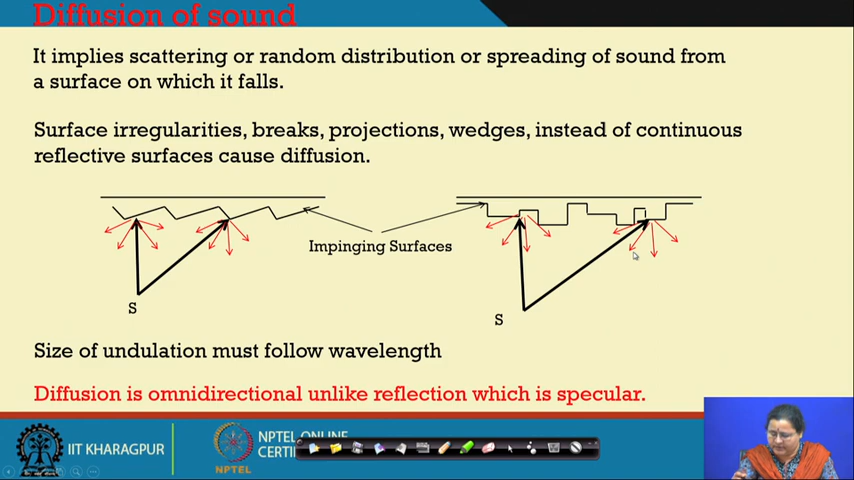 Diffusion of sound
It implies scattering or random distribution or spreading of sound from
a surface on which it falls.
Surface irregularities, breaks, projections, wedges, instead of continuous
reflective surfaces cause diffusion.
Impinging Surfaces
S
S
Size of undulation must follow wavelength
Diffusion is omnidirectional unlike reflection which is specular.
IIT KHARAGPUR
NPTEL
NPTEL ONLINE
CERTI